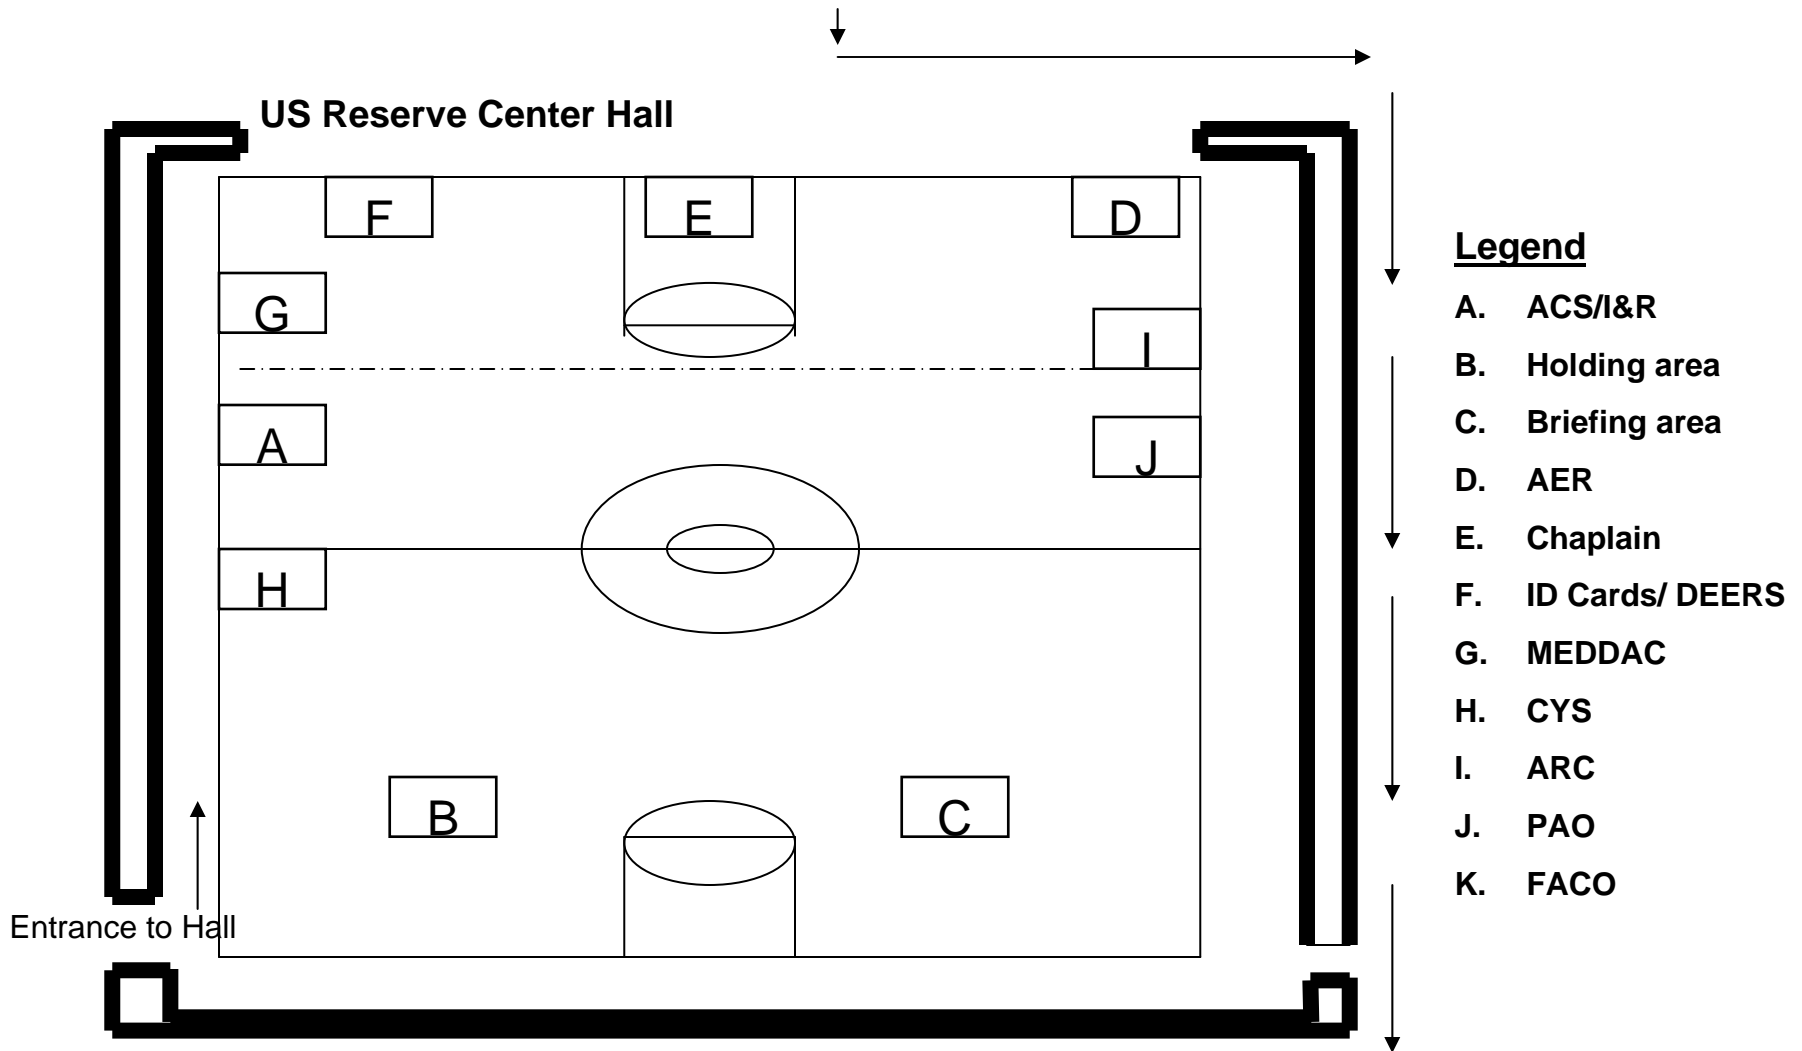 US Reserve Center Hall
F
E
D
G
I
A
J
H
B
C
Entrance to Hall
Legend
A. ACS/I&R
B. Holding area
C. Briefing area
D. AER
E. Chaplain
F. ID Cards/ DEERS
G. MEDDAC
H. CYS
I. ARC
J. PAO
K. FACO